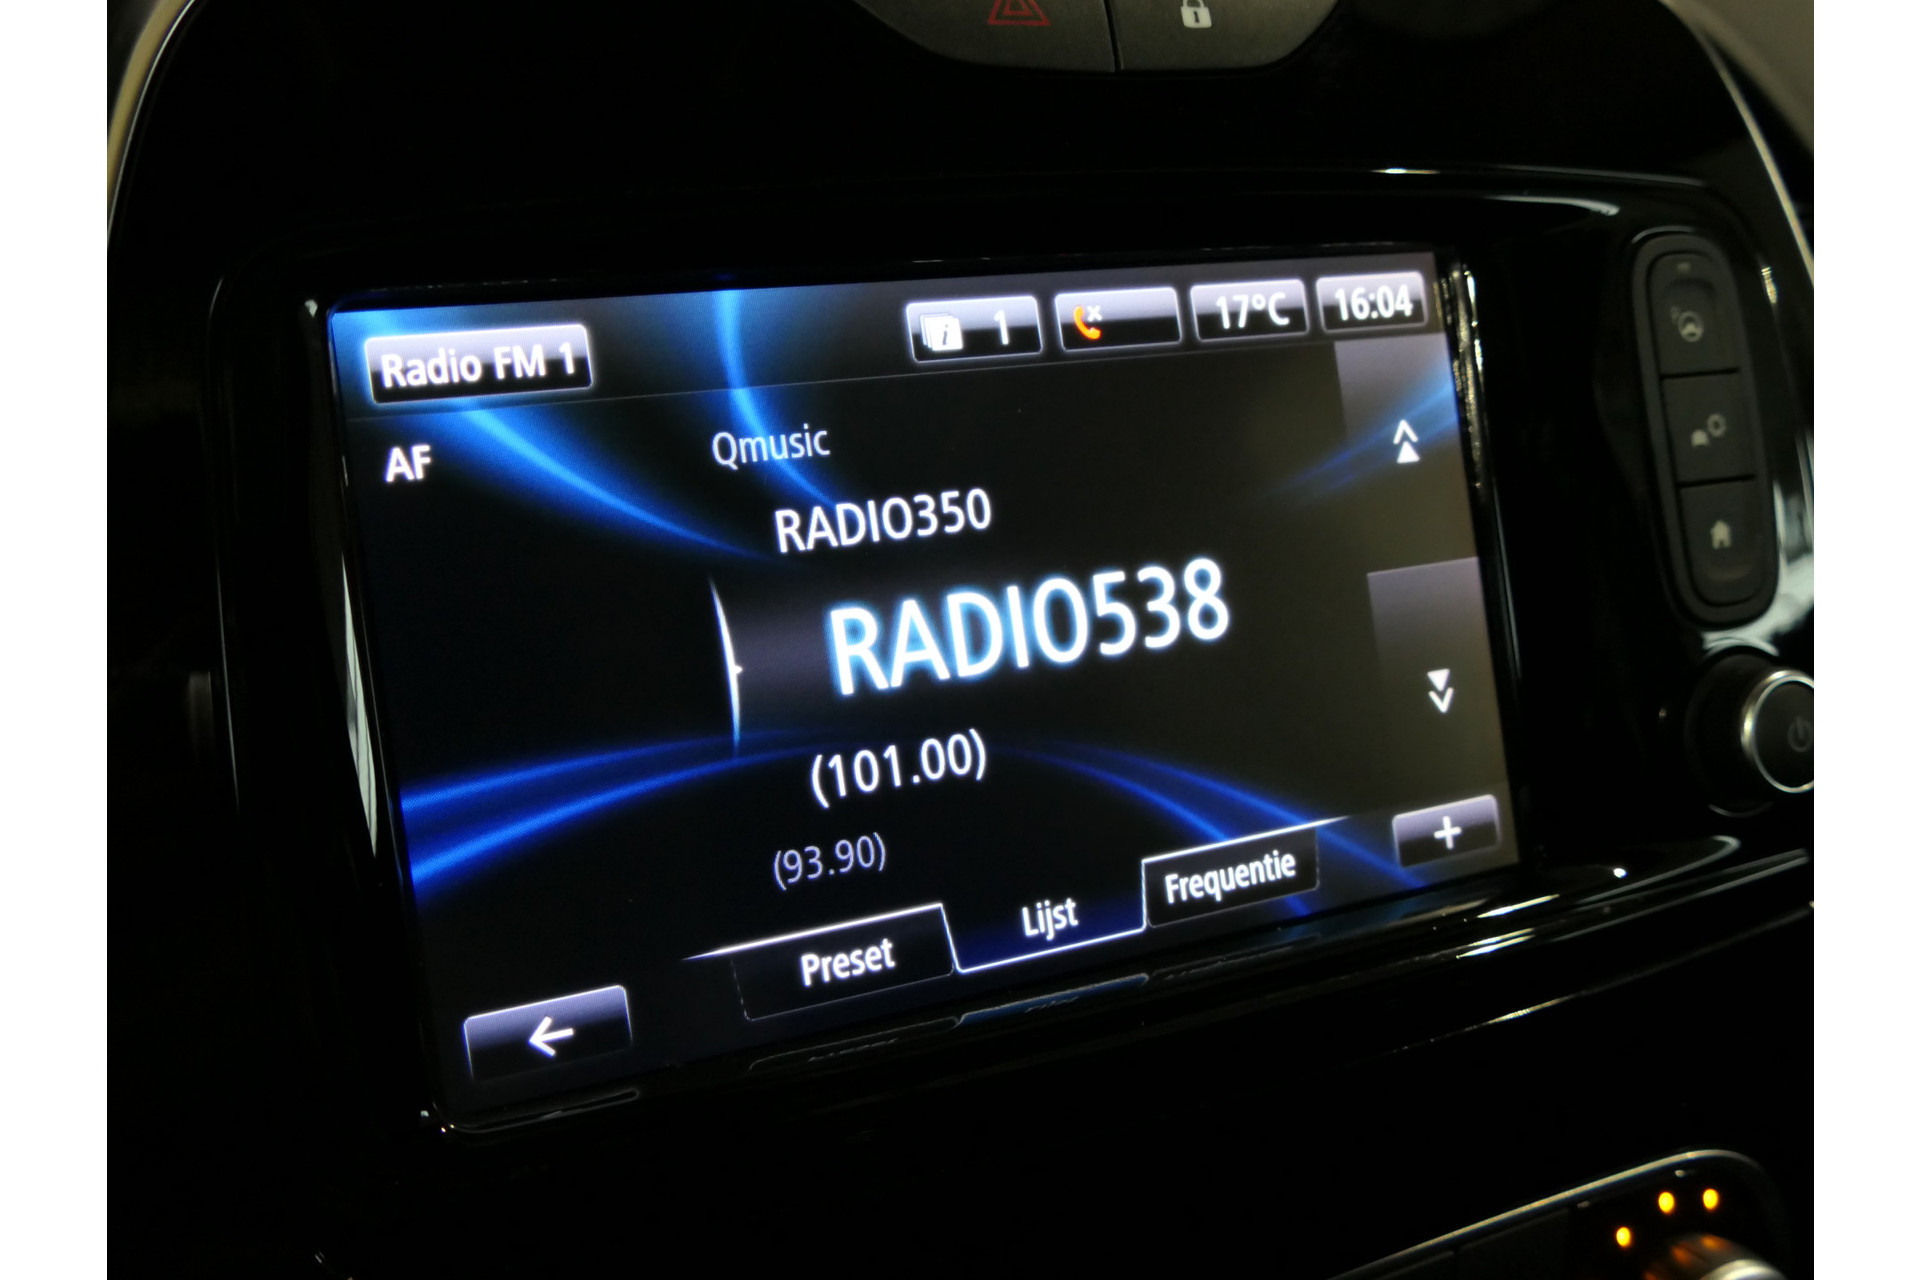 Radio FM 1
1
17°C
16:04
AF
Qmusic
RADIO350
RADIO538
(101.00)
(93.90)
Preset
Lijst
Frequentie
+